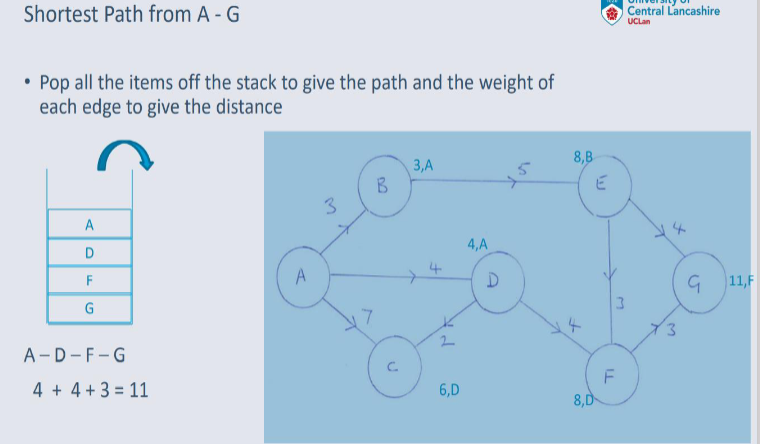 Shortest Path from A - G
University of
Central Lancashire
UCLan
• Pop all the items off the stack to give the path and the weight of
each edge to give the distance
A
D
F
G
A – D – F – G
4 + 4 + 3 = 11
3,A
5
8,B
B
E
3
4
4,A
A
4
D
G
11,F
7
3
4
3
2
C
F
6,D
8,D